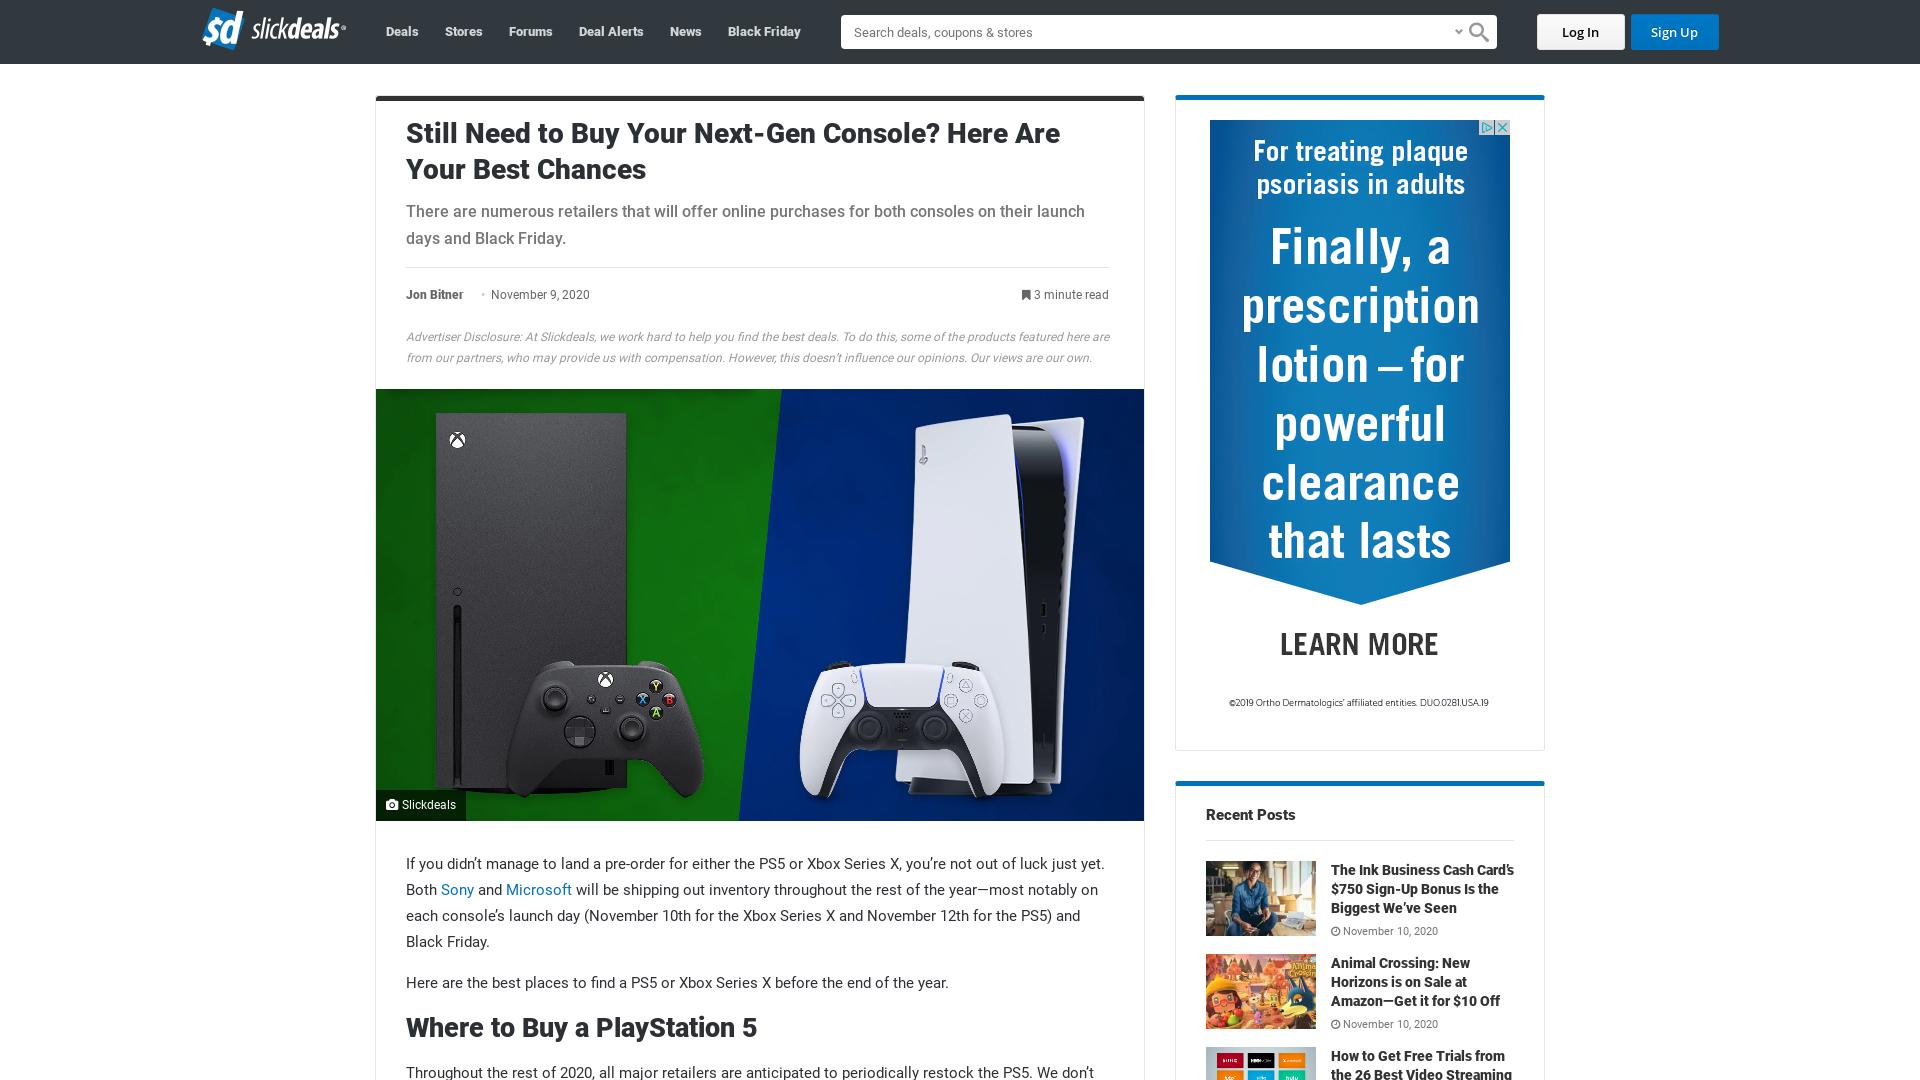 sd slickdeals
Deals
Stores
Forums
Deal Alerts
News
Black Friday
Search deals, coupons & stores
Log In
Sign Up
Still Need to Buy Your Next-Gen Console? Here Are
Your Best Chances
There are numerous retailers that will offer online purchases for both consoles on their launch
days and Black Friday.
Jon Bitner • November 9, 2020
3 minute read
Advertiser Disclosure: At Slickdeals, we work hard to help you find the best deals. To do this, some of the products featured here are
from our partners, who may provide us with compensation. However, this doesn’t influence our opinions. Our views are our own.
Y
X
B
A
Slickdeals
If you didn’t manage to land a pre-order for either the PS5 or Xbox Series X, you’re not out of luck just yet.
Both Sony and Microsoft will be shipping out inventory throughout the rest of the year—most notably on
each console’s launch day (November 10th for the Xbox Series X and November 12th for the PS5) and
Black Friday.
Here are the best places to find a PS5 or Xbox Series X before the end of the year.
Where to Buy a PlayStation 5
Throughout the rest of 2020, all major retailers are anticipated to periodically restock the PS5. We don’t
For treating plaque
psoriasis in adults
Finally, a
prescription
lotion – for
powerful
clearance
that lasts
LEARN MORE
©2019 Ortho Dermatologics’ affiliated entities. DUO.0281.USA.19
Recent Posts
The Ink Business Cash Card’s
$750 Sign-Up Bonus Is the
Biggest We’ve Seen
November 10, 2020
Animal Crossing: New
Horizons is on Sale at
Amazon—Get it for $10 Off
November 10, 2020
How to Get Free Trials from
the 26 Best Video Streaming